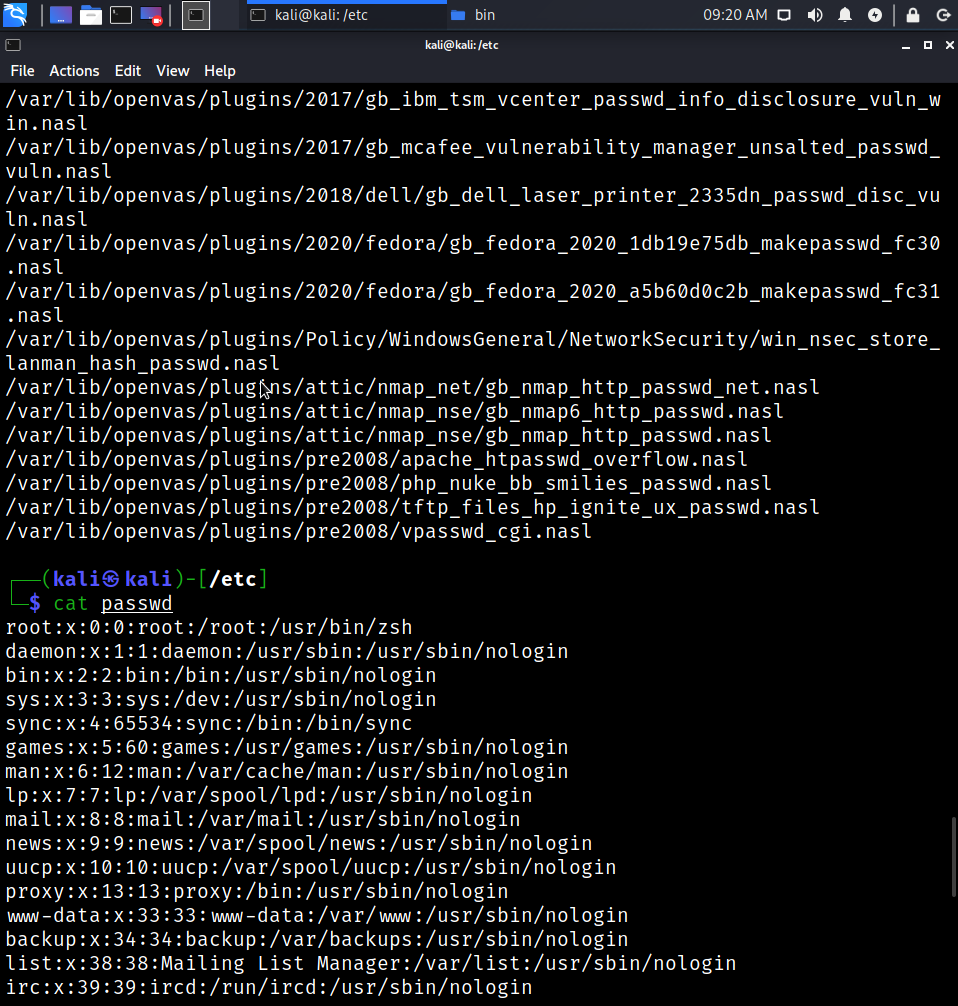 kali@kali: /etc
bin
09:20 AM
kali@kali: /etc
File Actions Edit View Help
/var/lib/openvas/plugins/2017/gb_ibm_tsm_vcenter_passwd_info_disclosure_vuln_w
in.nasl
/var/lib/openvas/plugins/2017/gb_mcafee_vulnerability_manager_unsalted_passwd_
vuln.nasl
/var/lib/openvas/plugins/2018/dell/gb_dell_laser_printer_2335dn_passwd_disc_vu
ln.nasl
/var/lib/openvas/plugins/2020/fedora/gb_fedora_2020_1db19e75db_makepasswd_fc30
.nasl
/var/lib/openvas/plugins/2020/fedora/gb_fedora_2020_a5b60d0c2b_makepasswd_fc31
.nasl
/var/lib/openvas/plugins/Policy/WindowsGeneral/NetworkSecurity/win_nsec_store_
lanman_hash_passwd.nasl
/var/lib/openvas/plugins/attic/nmap_net/gb_nmap_http_passwd_net.nasl
/var/lib/openvas/plugins/attic/nmap_nse/gb_nmap6_http_passwd.nasl
/var/lib/openvas/plugins/attic/nmap_nse/gb_nmap_http_passwd.nasl
/var/lib/openvas/plugins/pre2008/apache_htpasswd_overflow.nasl
/var/lib/openvas/plugins/pre2008/php_nuke_bb_smilies_passwd.nasl
/var/lib/openvas/plugins/pre2008/tftp_files_hp_ignite_ux_passwd.nasl
/var/lib/openvas/plugins/pre2008/vpasswd_cgi.nasl
┌──(kali㉿kali)-[/etc]
└─$ cat passwd
root:x:0:0:root:/root:/usr/bin/zsh
daemon:x:1:1:daemon:/usr/sbin:/usr/sbin/nologin
bin:x:2:2:bin:/bin:/usr/sbin/nologin
sys:x:3:3:sys:/dev:/usr/sbin/nologin
sync:x:4:65534:sync:/bin:/bin/sync
games:x:5:60:games:/usr/games:/usr/sbin/nologin
man:x:6:12:man:/var/cache/man:/usr/sbin/nologin
lp:x:7:7:lp:/var/spool/lpd:/usr/sbin/nologin
mail:x:8:8:mail:/var/mail:/usr/sbin/nologin
news:x:9:9:news:/var/spool/news:/usr/sbin/nologin
uucp:x:10:10:uucp:/var/spool/uucp:/usr/sbin/nologin
proxy:x:13:13:proxy:/bin:/usr/sbin/nologin
www-data:x:33:33:www-data:/var/www:/usr/sbin/nologin
backup:x:34:34:backup:/var/backups:/usr/sbin/nologin
list:x:38:38:Mailing List Manager:/var/list:/usr/sbin/nologin
irc:x:39:39:ircd:/run/ircd:/usr/sbin/nologin